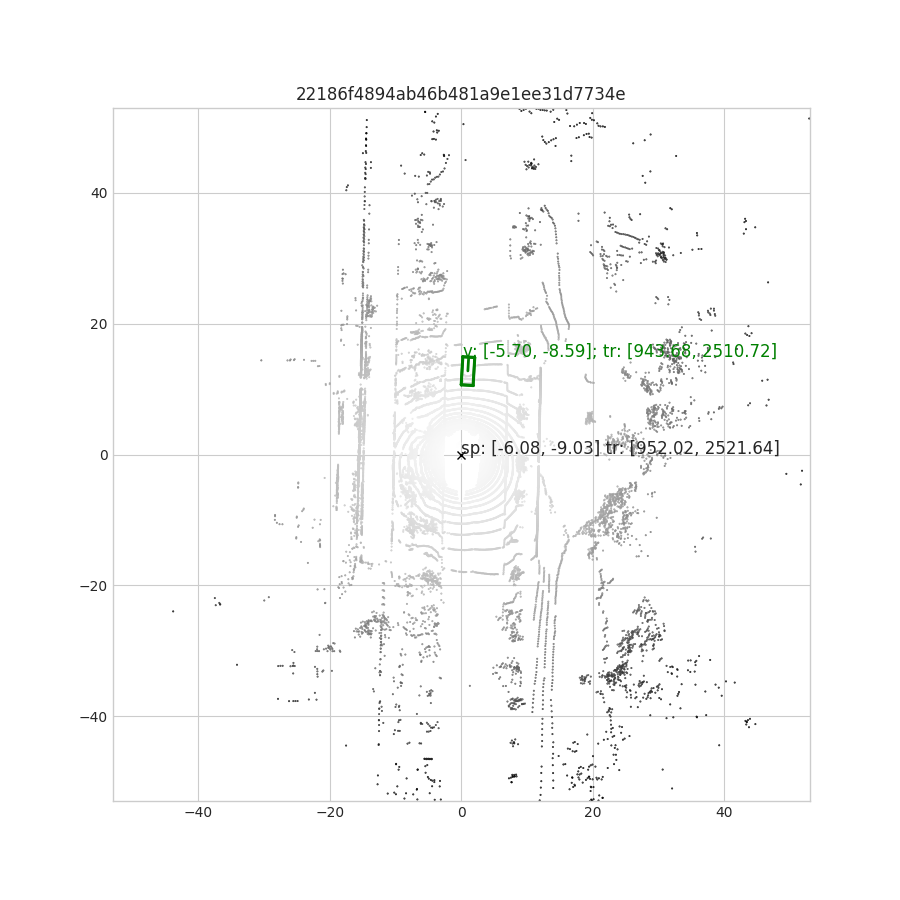 22186f4894ab46b481a9e1ee31d7734e
40
20
v: [-5.70, -8.59]; tr: [943.68, 2510.72]
0
sp: [-6.08, -9.03] tr: [952.02, 2521.64]
−20
−40
−40 −20 0 20 40